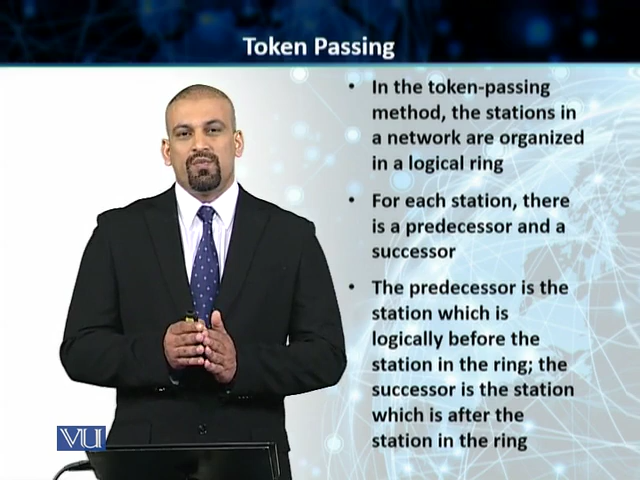 Token Passing
• In the token-passing
method, the stations in
a network are organized
in a logical ring
• For each station, there
is a predecessor and a
successor
• The predecessor is the
station which is
logically before the
station in the ring; the
successor is the station
which is after the
station in the ring
VU